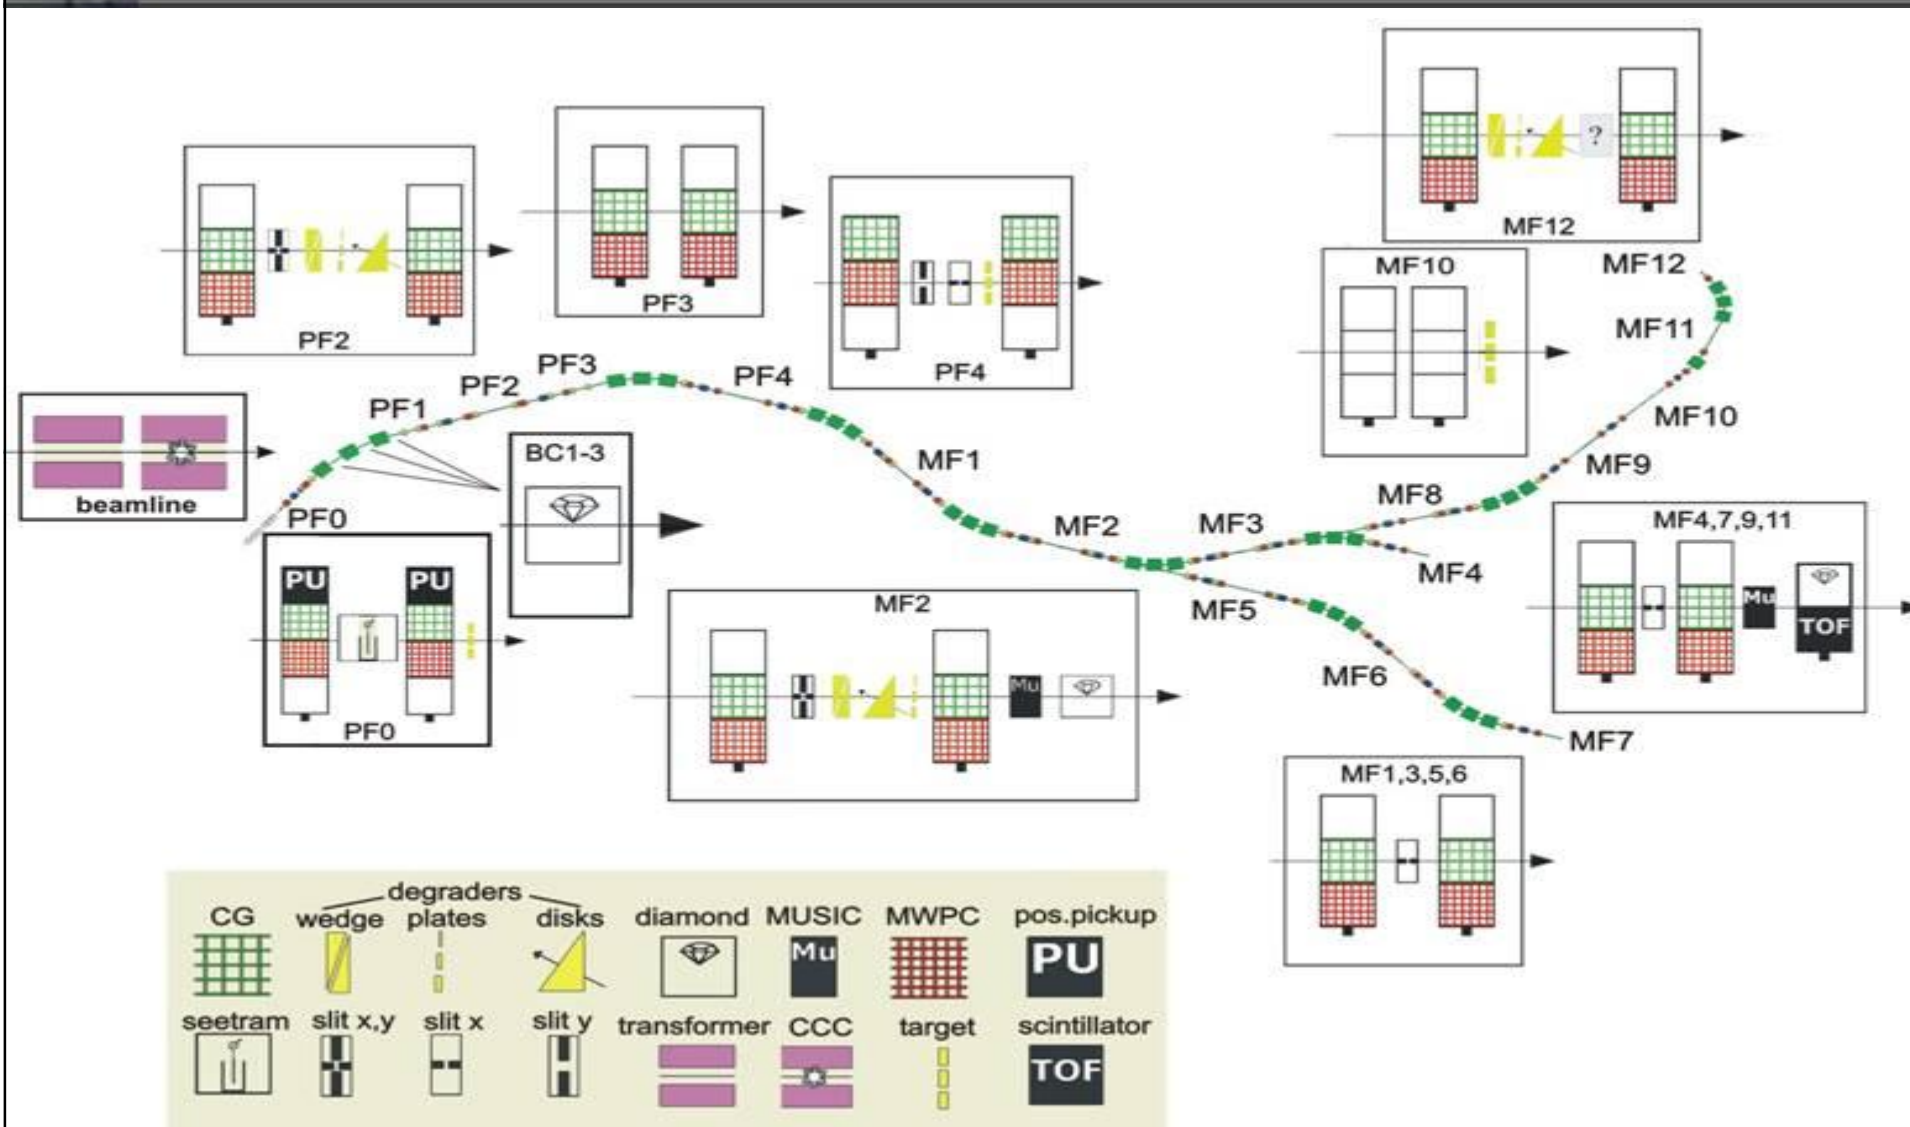 MF12
?
MF12
MF10
MF11
PF2
PF3
PF4
PF3
PF2
PF1
PF4
MF10
MF9
MF8
MF1
beamline
PF0
BC1-3
MF2
MF3
MF4
MF5
MF4,7,9,11
Mu
TOF
PU
PU
PF0
MF2
Mu
MF6
MF7
MF1,3,5,6
degraders
CG
wedge
plates
disks
diamond
MUSIC
MWPC
pos.pickup
Mu
PU
seetram
slit x,y
slit x
slit y
transformer
CCC
target
scintillator
TOF